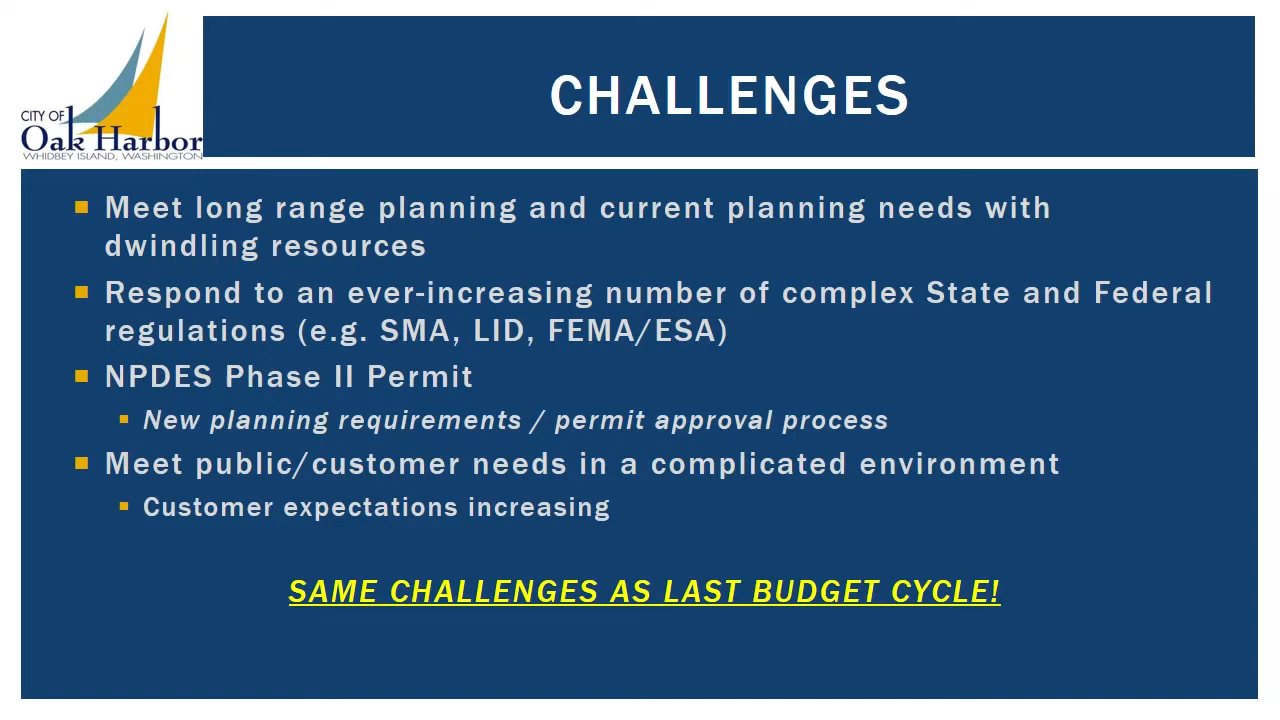 CITY OF
Oak Harbor
WHIDBEY ISLAND, WASHINGTON
CHALLENGES
Meet long range planning and current planning needs with
dwindling resources
Respond to an ever-increasing number of complex State and Federal
regulations (e.g. SMA, LID, FEMA/ESA)
NPDES Phase II Permit
New planning requirements / permit approval process
Meet public/customer needs in a complicated environment
Customer expectations increasing
SAME CHALLENGES AS LAST BUDGET CYCLE!